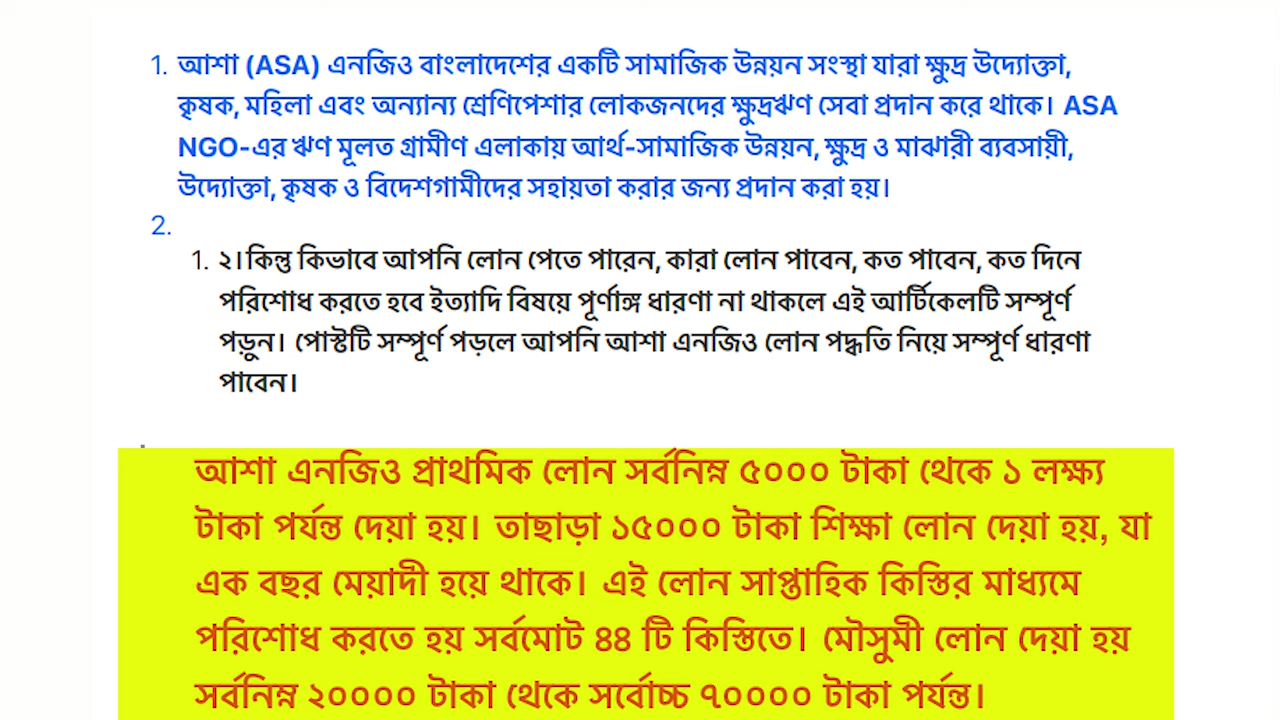 1. আশা (ASA) এনজিও বাংলাদেশের একটি সামাজিক উন্নয়ন সংস্থা যারা ক্ষুদ্র উদ্যোক্তা,
কৃষক, মহিলা এবং অন্যান্য শ্রেণিপেশার লোকজনদের ক্ষুদ্রঋণ সেবা প্রদান করে থাকে। ASA
NGO-এর ঋণ মূলত গ্রামীণ এলাকায় আর্থ-সামাজিক উন্নয়ন, ক্ষুদ্র ও মাঝারী ব্যবসায়ী,
উদ্যোক্তা, কৃষক ও বিদেশগামীদের সহায়তা করার জন্য প্রদান করা হয়।
2.
1. ২। কিন্তু কিভাবে আপনি লোন পেতে পারেন, কারা লোন পাবেন, কত পাবেন, কত দিনে
পরিশোধ করতে হবে ইত্যাদি বিষয়ে পূর্ণাঙ্গ ধারণা না থাকলে এই আর্টিকেলটি সম্পূর্ণ
পড়ুন। পোস্টটি সম্পূর্ণ পড়লে আপনি আশা এনজিও লোন পদ্ধতি নিয়ে সম্পূর্ণ ধারণা
পাবেন।
আশা এনজিও প্রাথমিক লোন সর্বনিম্ন ৫০০০ টাকা থেকে ১ লক্ষ্য
টাকা পর্যন্ত দেয়া হয়। তাছাড়া ১৫০০০ টাকা শিক্ষা লোন দেয়া হয়, যা
এক বছর মেয়াদী হয়ে থাকে। এই লোন সাপ্তাহিক কিস্তির মাধ্যমে
পরিশোধ করতে হয় সর্বমোট ৪৪ টি কিস্তিতে। মৌসুমী লোন দেয়া হয়
সর্বনিম্ন ২০০০০ টাকা থেকে সর্বোচ্চ ৭০০০০ টাকা পর্যন্ত।